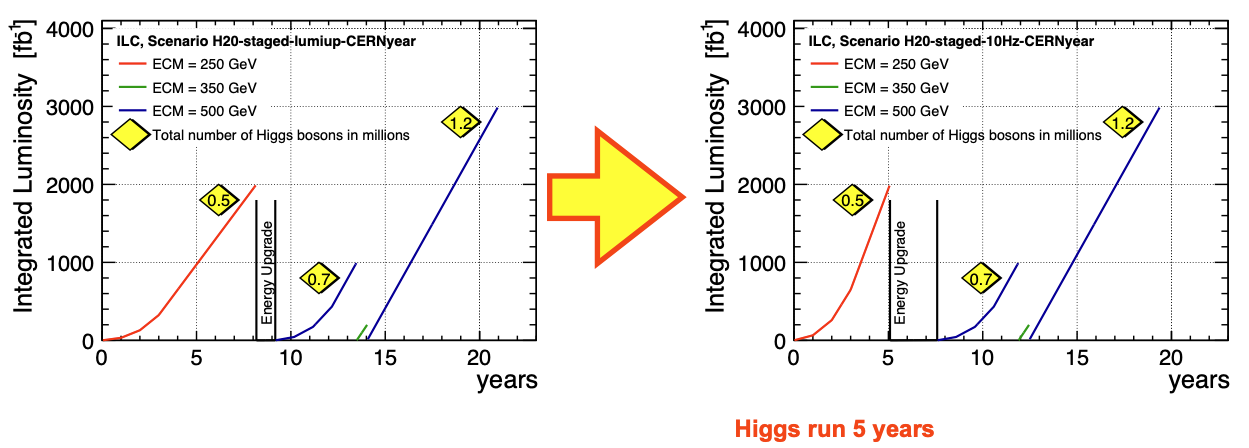 ILC, Scenario H20-staged-lumiup-CERNyear
ECM = 250 GeV
ECM = 350 GeV
ECM = 500 GeV
Total number of Higgs bosons in millions
Integrated Luminosity [fb⁻¹]
4000
3000
2000
1000
0
0.5
Energy Upgrade
0.7
1.2
0 5 10 15 20
years
ILC, Scenario H20-staged-10Hz-CERNyear
ECM = 250 GeV
ECM = 350 GeV
ECM = 500 GeV
Total number of Higgs bosons in millions
Integrated Luminosity [fb⁻¹]
4000
3000
2000
1000
0
0.5
Energy Upgrade
0.7
1.2
0 5 10 15 20
years
Higgs run 5 years